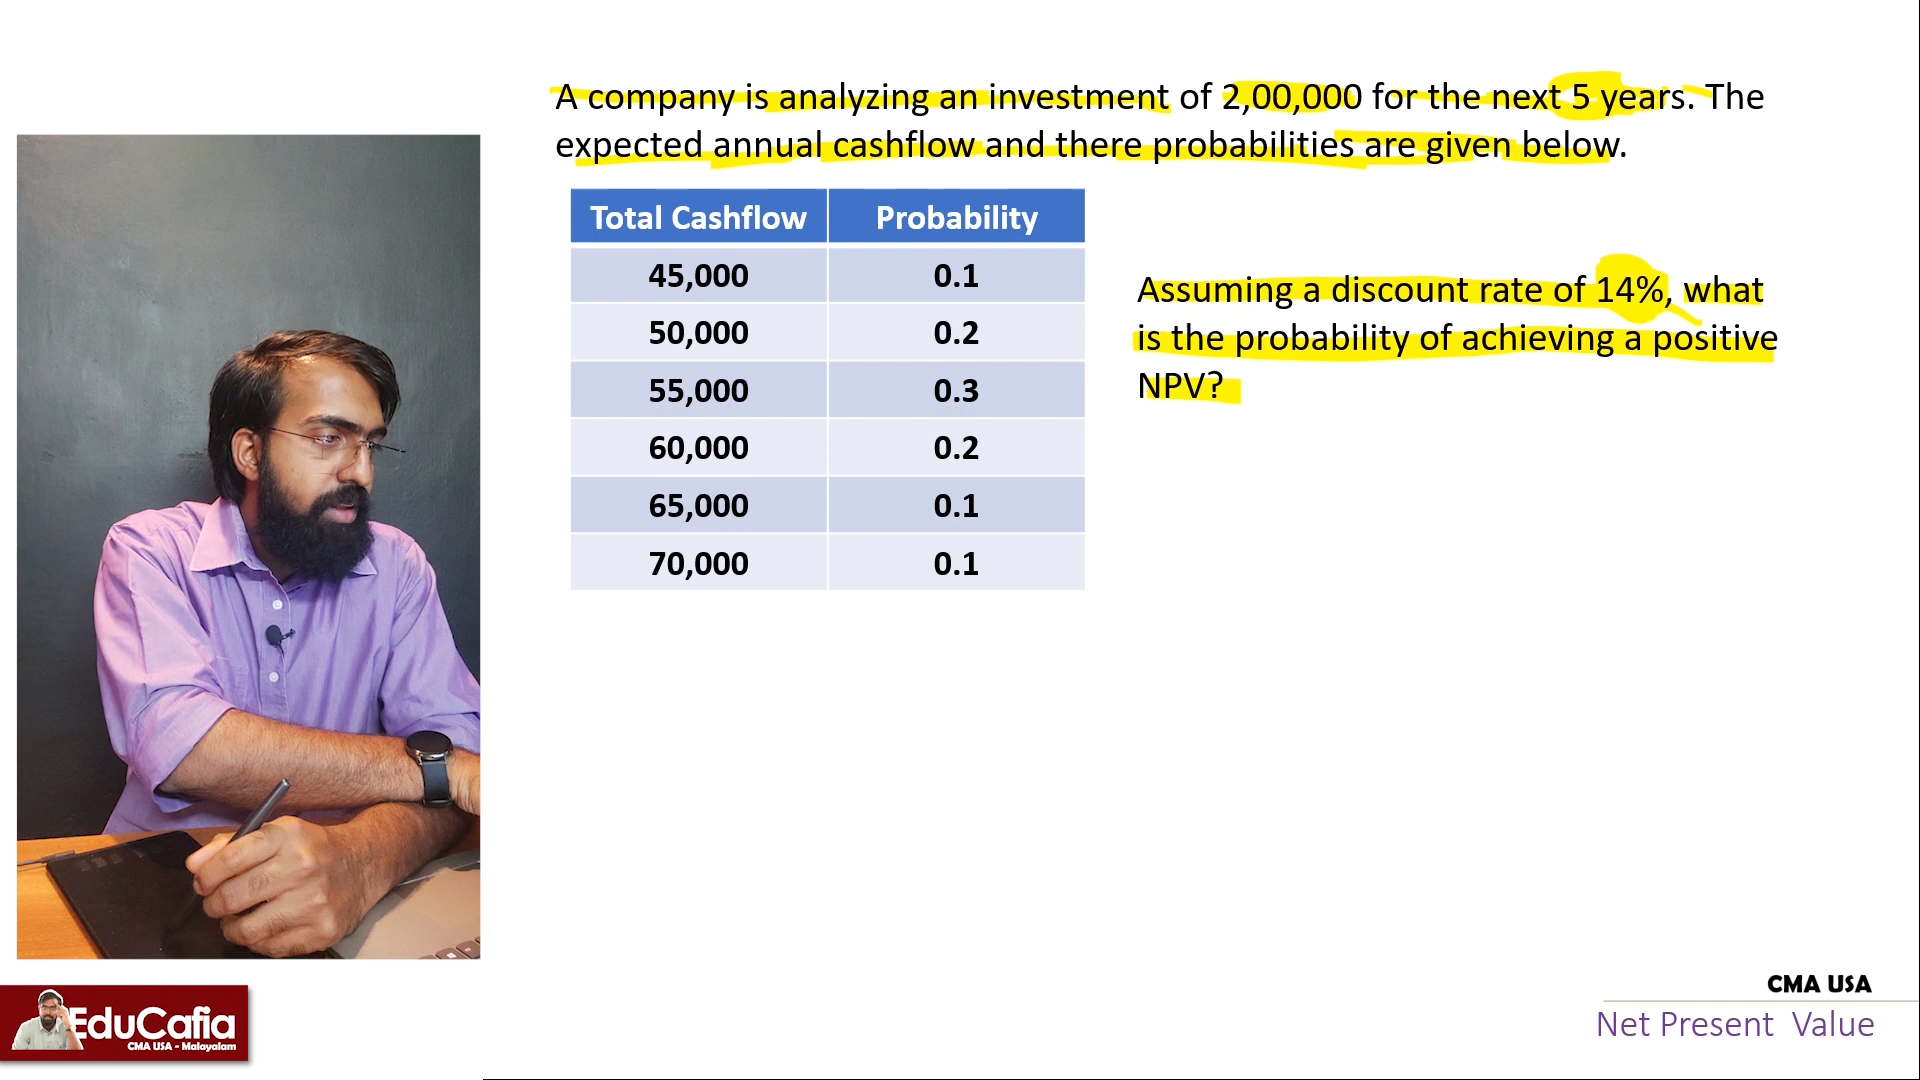 A company is analyzing an investment of 2,00,000 for the next 5 years. The
expected annual cashflow and there probabilities are given below.
Total Cashflow Probability
45,000 0.1
50,000 0.2
55,000 0.3
60,000 0.2
65,000 0.1
70,000 0.1
Assuming a discount rate of 14%, what
is the probability of achieving a positive
NPV?
EduCafia
CMA USA - Malayalam
CMA USA
Net Present Value